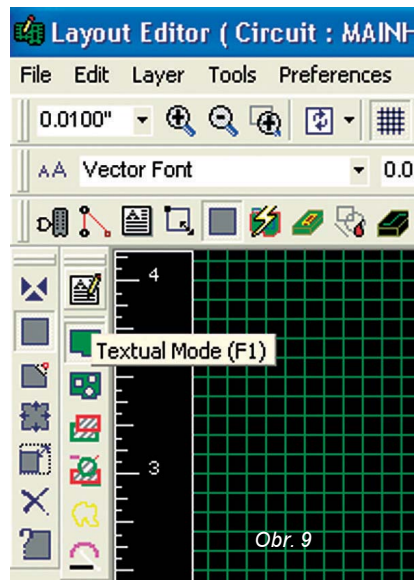 Layout Editor ( Circuit : MAINH
File Edit Layer Tools Preferences
0.0100"
AA Vector Font 0.0
4
Textual Mode (F1)
3
Obr. 9